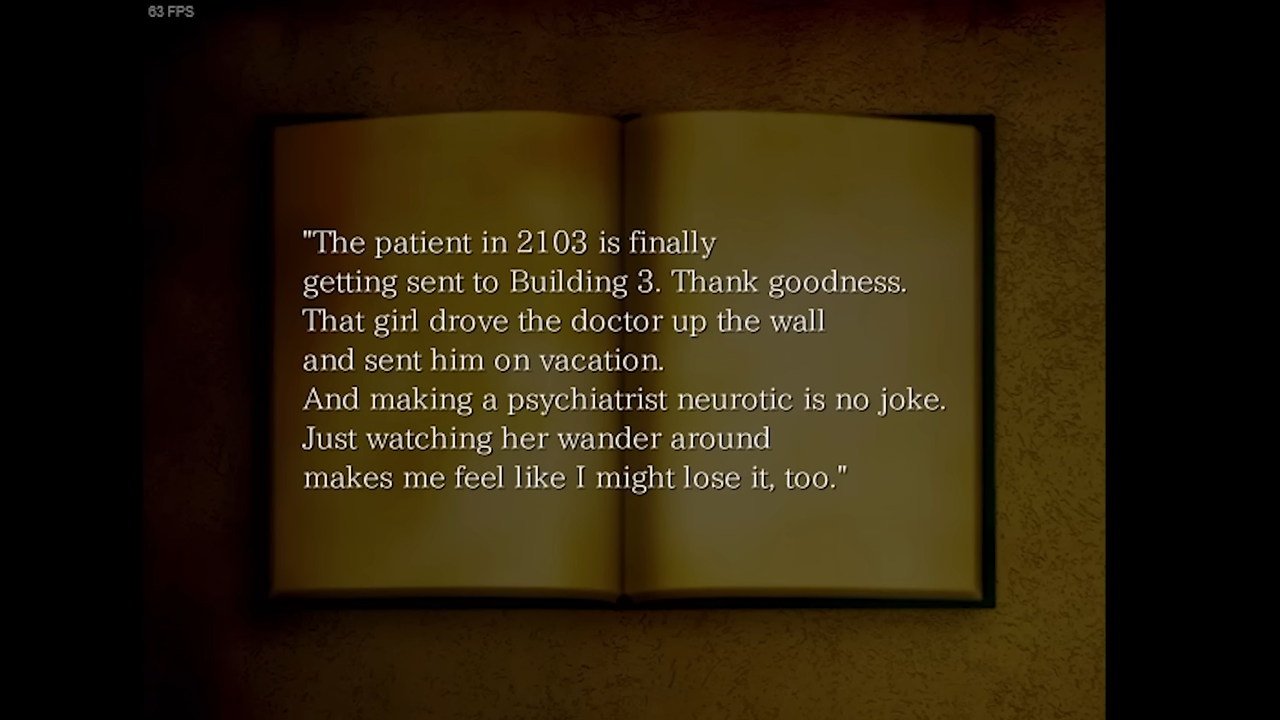 63 FPS
"The patient in 2103 is finally
getting sent to Building 3. Thank goodness.
That girl drove the doctor up the wall
and sent him on vacation.
And making a psychiatrist neurotic is no joke.
Just watching her wander around
makes me feel like I might lose it, too."